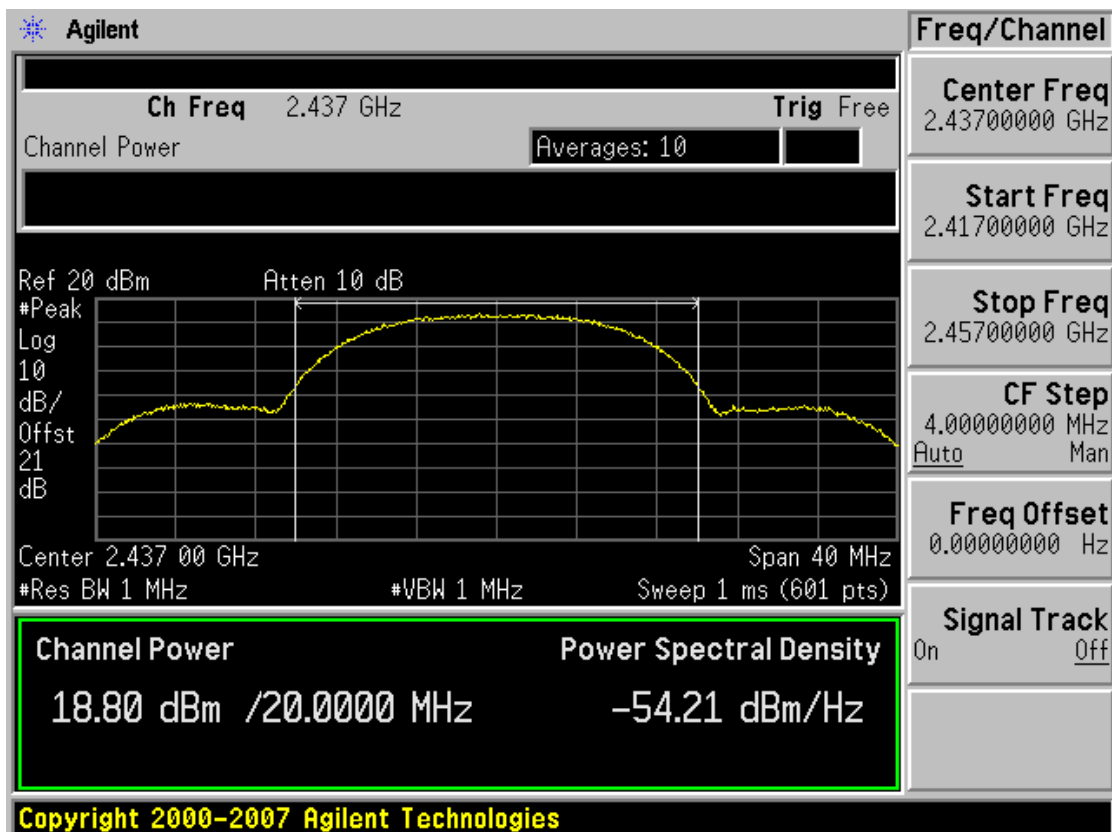 Agilent
Freq/Channel
Ch Freq 2.437 GHz Trig Free
Channel Power Averages: 10
Ref 20 dBm Atten 10 dB
#Peak
Log
10
dB/
Offst
21
dB
Center 2.437 00 GHz Span 40 MHz
#Res BW 1 MHz #VBW 1 MHz Sweep 1 ms (601 pts)
Channel Power Power Spectral Density
18.80 dBm /20.0000 MHz -54.21 dBm/Hz
Center Freq
2.43700000 GHz
Start Freq
2.41700000 GHz
Stop Freq
2.45700000 GHz
CF Step
4.00000000 MHz
Auto Man
Freq Offset
0.00000000 Hz
Signal Track
On Off
Copyright 2000-2007 Agilent Technologies